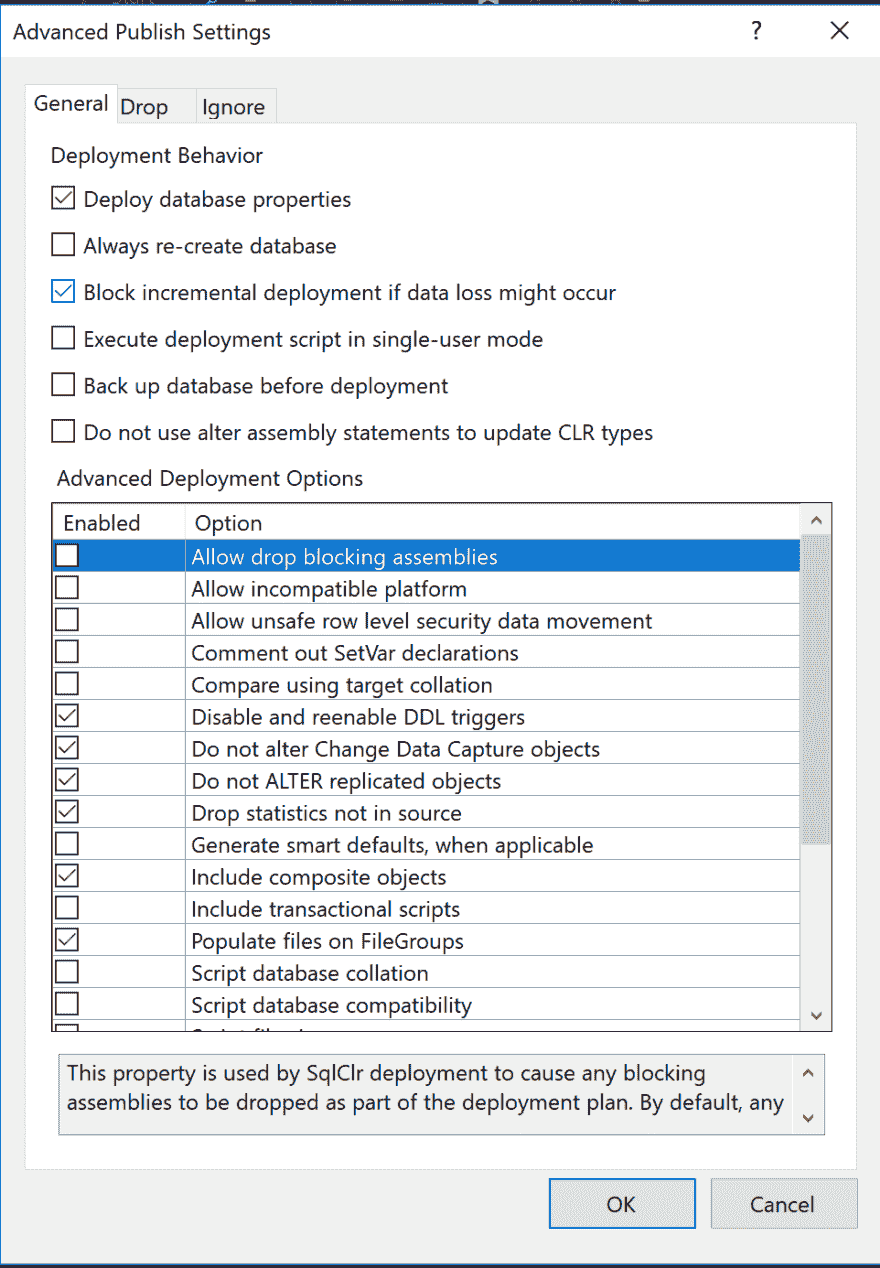 Advanced Publish Settings
?
General
Drop
Ignore
Deployment Behavior
Deploy database properties
Always re-create database
Block incremental deployment if data loss might occur
Execute deployment script in single-user mode
Back up database before deployment
Do not use alter assembly statements to update CLR types
Advanced Deployment Options
Enabled Option
Allow drop blocking assemblies
Allow incompatible platform
Allow unsafe row level security data movement
Comment out SetVar declarations
Compare using target collation
Disable and reenable DDL triggers
Do not alter Change Data Capture objects
Do not ALTER replicated objects
Drop statistics not in source
Generate smart defaults, when applicable
Include composite objects
Include transactional scripts
Populate files on FileGroups
Script database collation
Script database compatibility
This property is used by SqlClr deployment to cause any blocking
assemblies to be dropped as part of the deployment plan. By default, any
OK
Cancel